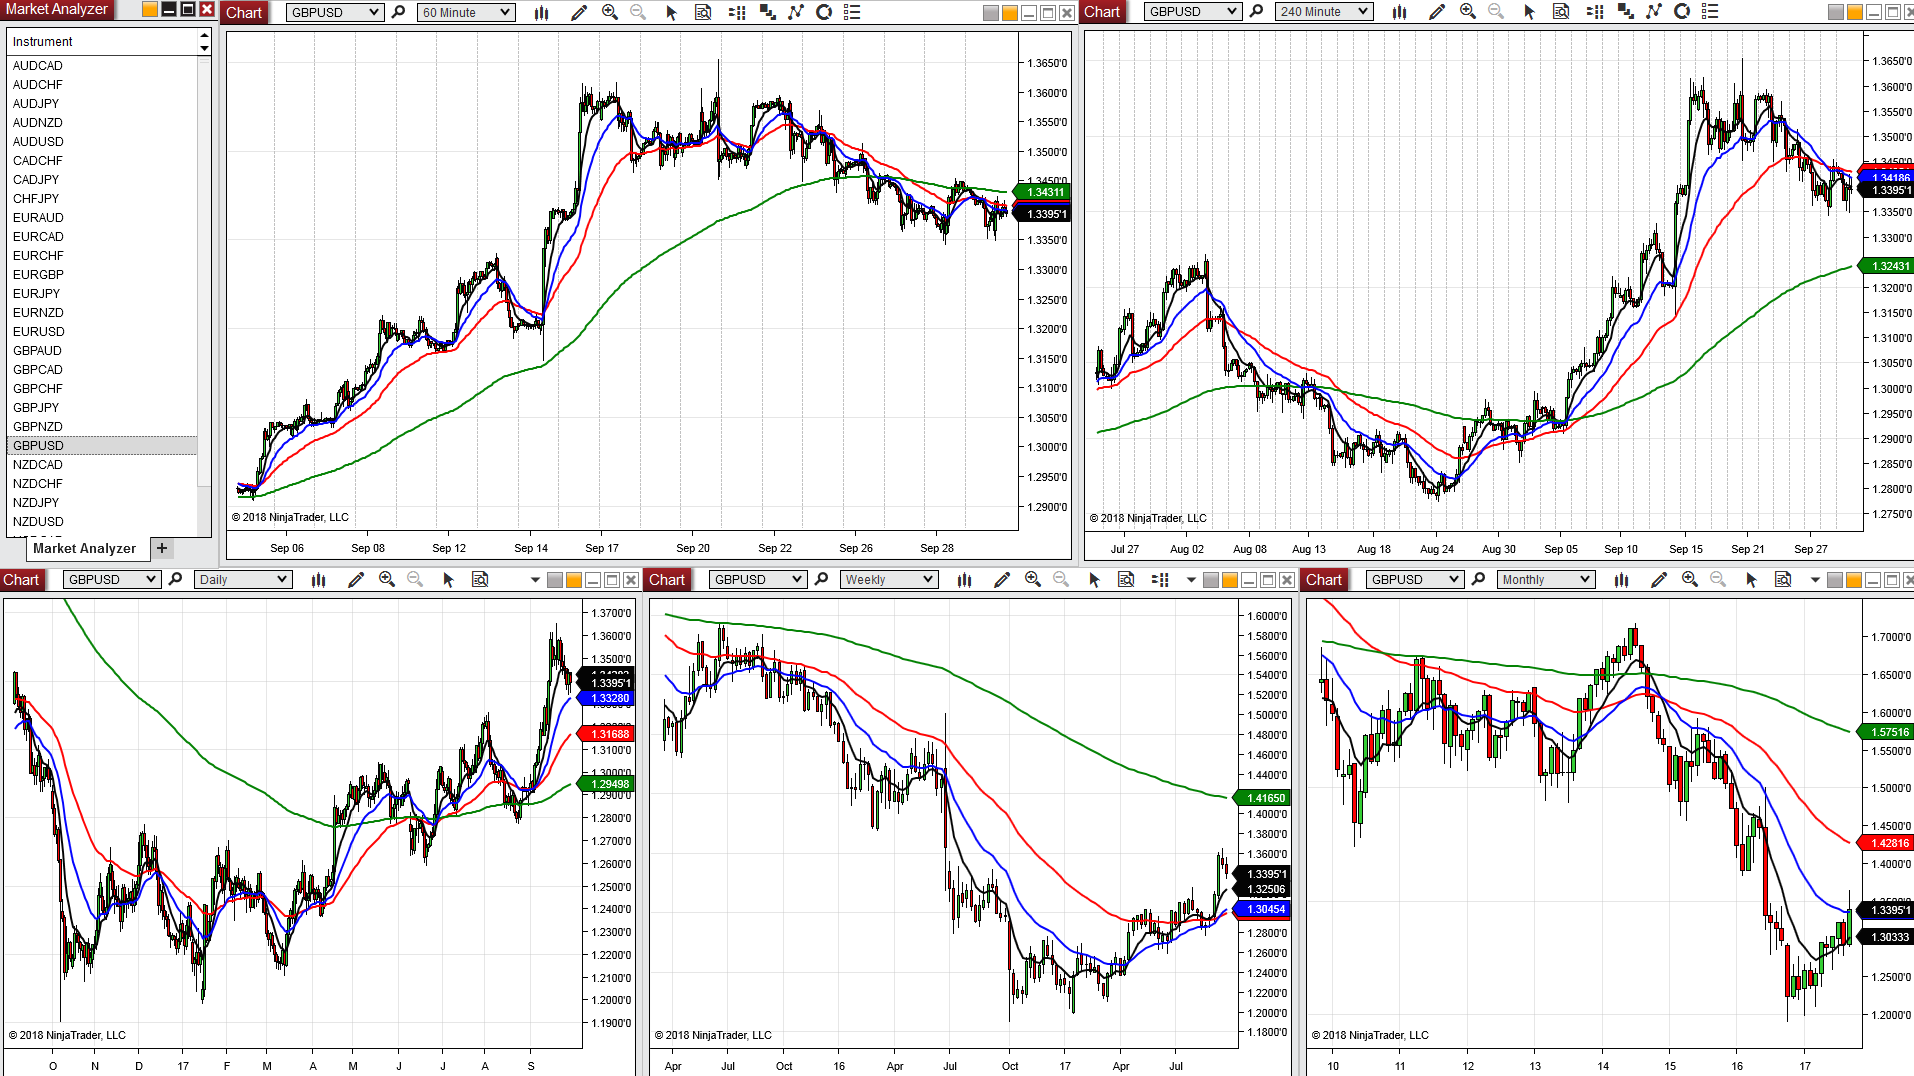 Market Analyzer
Instrument
AUDCAD
AUDCHF
AUDJPY
AUDNZD
AUDUSD
CADCHF
CADJPY
CHFJPY
EURAUD
EURCAD
EURCHF
EURGBP
EURJPY
EURNZD
EURUSD
GBPAUD
GBPCAD
GBPCHF
GBPJPY
GBPNZD
GBPUSD
NZDCAD
NZDCHF
NZDJPY
NZDUSD
Market Analyzer +
Chart GBPUSD 60 Minute
1.3650'0
1.3600'0
1.3550'0
1.3500'0
1.3450'0
1.34311
1.3395'1
1.3350'0
1.3300'0
1.3250'0
1.3200'0
1.3150'0
1.3100'0
1.3050'0
1.3000'0
1.2950'0
1.2900'0
© 2018 NinjaTrader, LLC
Sep 06 Sep 08 Sep 12 Sep 14 Sep 17 Sep 20 Sep 22 Sep 26 Sep 28
Chart GBPUSD 240 Minute
1.3650'0
1.3600'0
1.3550'0
1.3500'0
1.3450'0
1.34186
1.3395'1
1.3350'0
1.3300'0
1.32431
1.3200'0
1.3150'0
1.3100'0
1.3050'0
1.3000'0
1.2950'0
1.2900'0
1.2850'0
1.2800'0
1.2750'0
© 2018 NinjaTrader, LLC
Jul 27 Aug 02 Aug 08 Aug 13 Aug 18 Aug 24 Aug 30 Sep 05 Sep 10 Sep 15 Sep 21 Sep 27
Chart GBPUSD Daily
1.3700'0
1.3600'0
1.3500'0
1.3395'1
1.33280
1.31688
1.3100'0
1.3000'0
1.29498
1.2900'0
1.2800'0
1.2700'0
1.2600'0
1.2500'0
1.2400'0
1.2300'0
1.2200'0
1.2100'0
1.2000'0
1.1900'0
© 2018 NinjaTrader, LLC
O N D 17 F M A M J J A S
Chart GBPUSD Weekly
1.6000'0
1.5800'0
1.5600'0
1.5400'0
1.5200'0
1.5000'0
1.4800'0
1.4600'0
1.4400'0
1.4200'0
1.41650
1.4000'0
1.3800'0
1.3600'0
1.3395'1
1.32506
1.30454
1.2800'0
1.2600'0
1.2400'0
1.2200'0
1.2000'0
1.1800'0
© 2018 NinjaTrader, LLC
Apr Jul Oct 16 Apr Jul Oct 17 Apr Jul
Chart GBPUSD Monthly
1.7000'0
1.6500'0
1.6000'0
1.57516
1.5500'0
1.5000'0
1.4500'0
1.42816
1.4000'0
1.3395'1
1.30333
1.2500'0
1.2000'0
© 2018 NinjaTrader, LLC
10 11 12 13 14 15 16 17